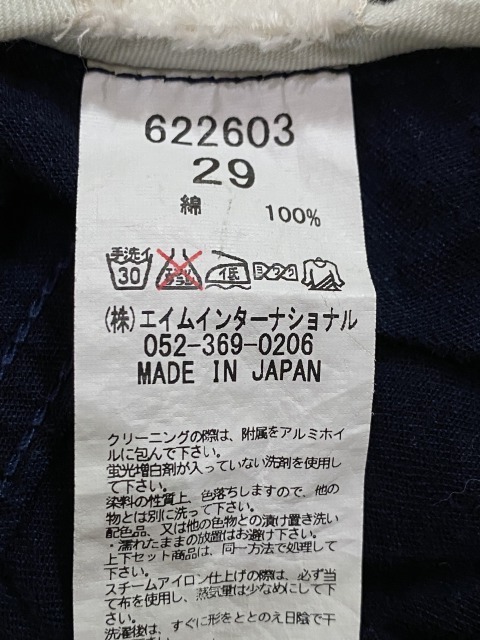 622603
29
綿 100%
手洗イ
30
エンソ
サラシ
低
ヨワク
(株)エイムインターナショナル
052-369-0206
MADE IN JAPAN
クリーニングの際は、附属をアルミホイ
ルに包んで下さい。
蛍光増白剤が入っていない洗剤を使用し
て下さい。
染料の性質上、色落ちしますので、他の
物とは別に洗って下さい。
配色品、又は他の色物との漬け置き洗い
・濡れたままの放置はお避け下さい。
上下セット商品は、同一方法で処理して
下さい。
スチームアイロン仕上げの際は、必ず当
て布を使用し、蒸気量は少なめにして下
さい。
洗濯後は、すぐに形をととのえ日陰で干